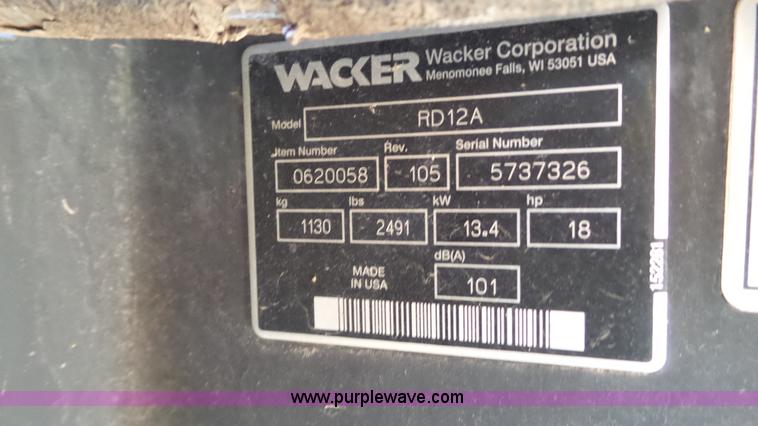 WACKER Wacker Corporation
Menomonee Falls, WI 53051 USA
Model RD12A
Item Number Rev. Serial Number
0620058 105 5737326
kg lbs kW hp
1130 2491 13.4 18
dB(A)
MADE
IN USA
101
152281
www.purplewave.com